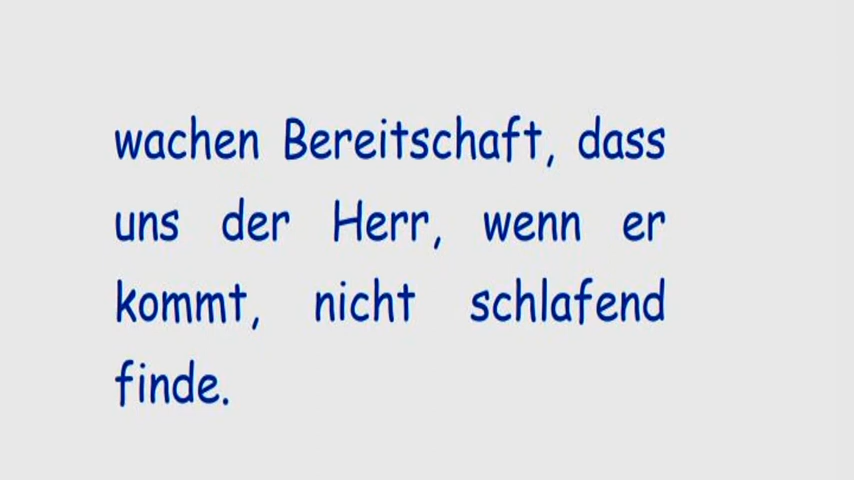 wachen Bereitschaft, dass
uns der Herr, wenn er
kommt, nicht schlafend
finde.